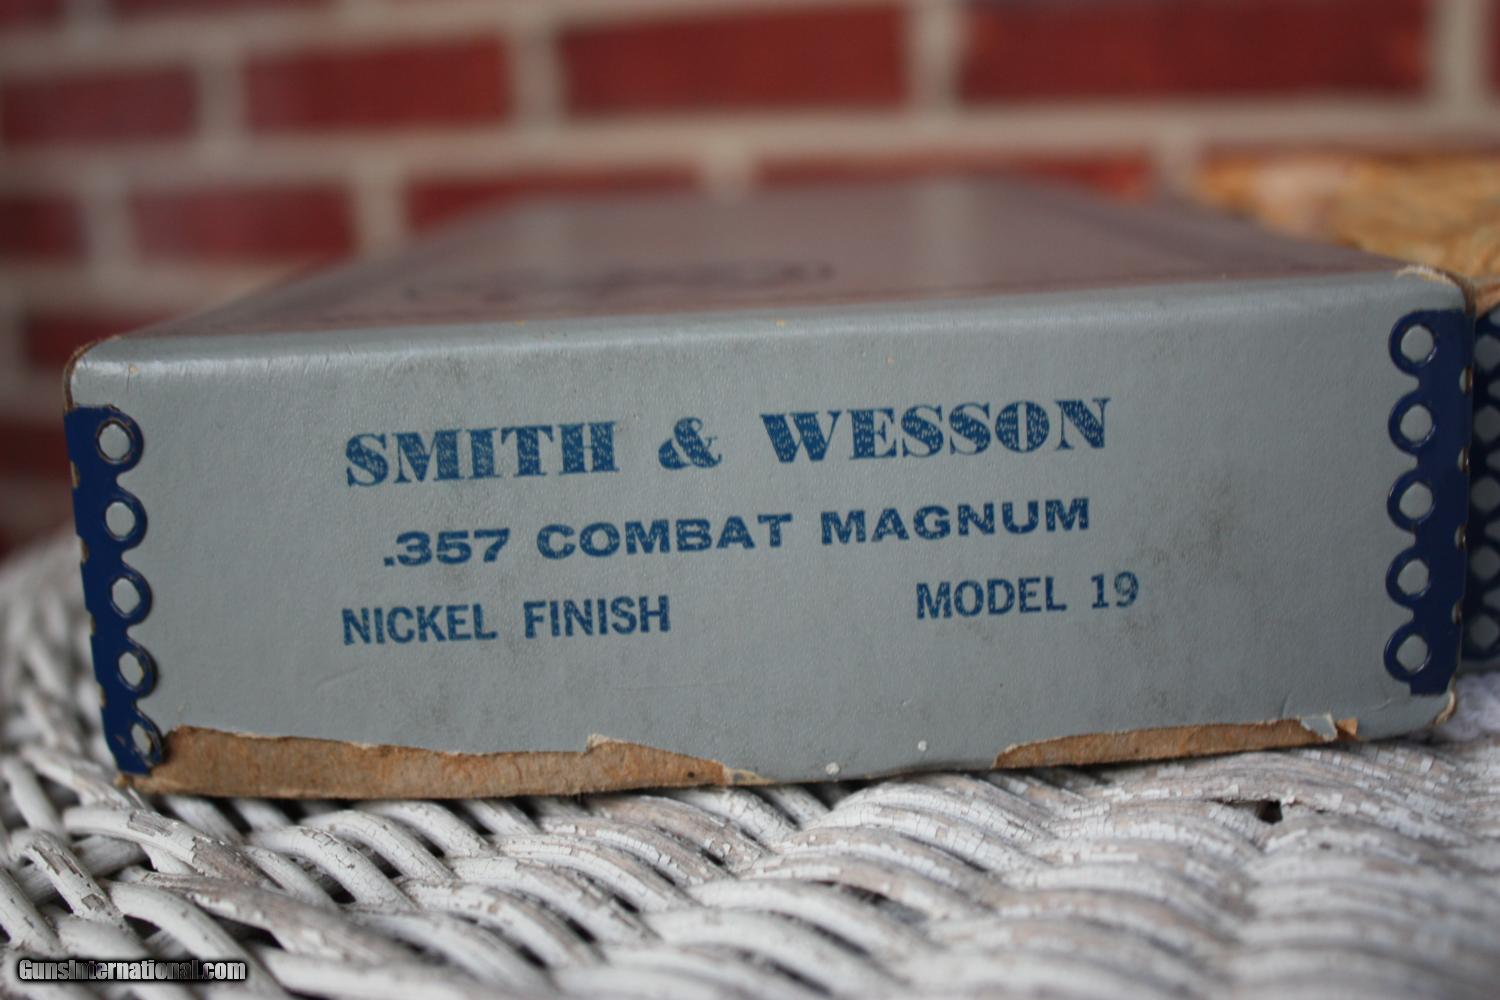 SMITH & WESSON
.357 COMBAT MAGNUM
NICKEL FINISH MODEL 19
GunsInternational.com